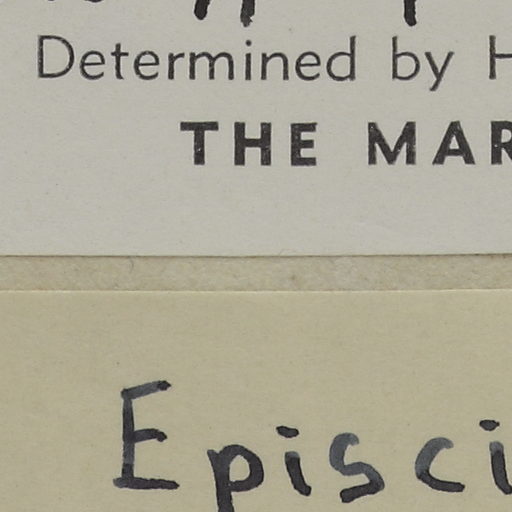 Determined by H
THE MAR
Episci